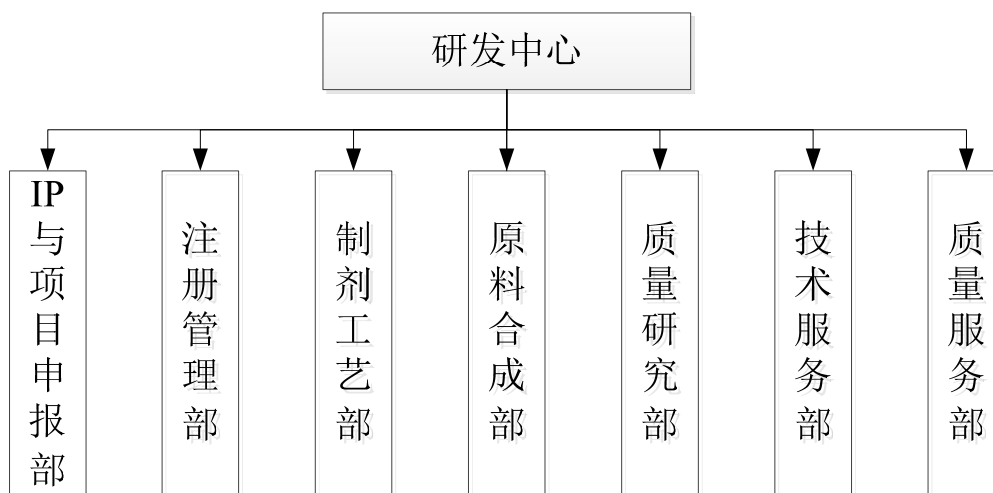 研发中心
IP与项目申报部
注册管理部
制剂工艺部
原料合成部
质量研究部
技术服务部
质量服务部